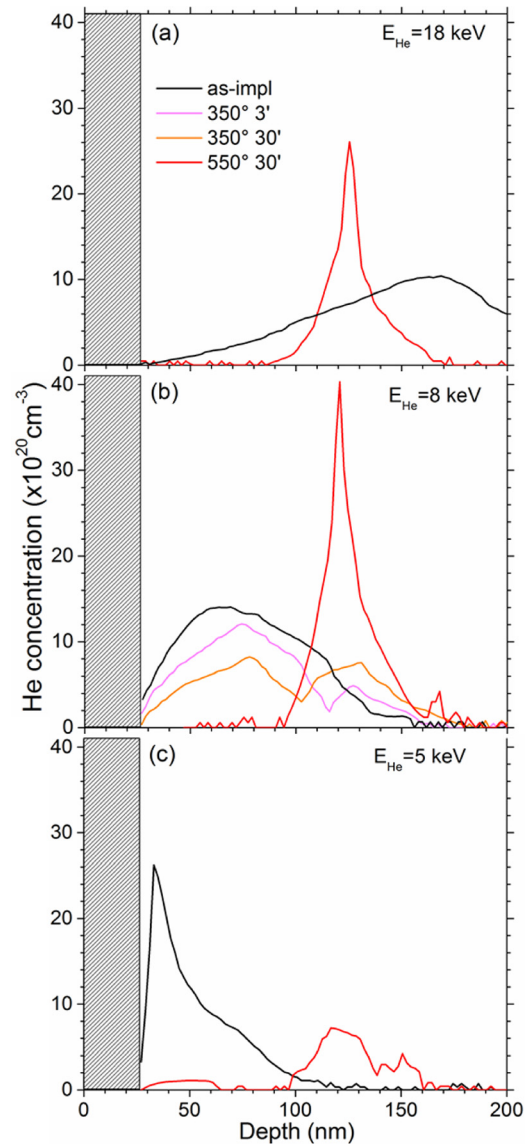 40
(a)
E_He=18 keV
as-impl
350° 3'
350° 30'
550° 30'
30
20
10
0
40
(b)
E_He=8 keV
30
20
10
0
He concentration (x10^20 cm^-3)
40
(c)
E_He=5 keV
30
20
10
0
0 50 100 150 200
Depth (nm)